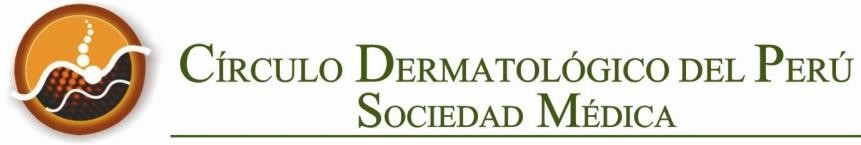 CÍRCULO DERMATOLÓGICO DEL PERÚ
SOCIEDAD MÉDICA